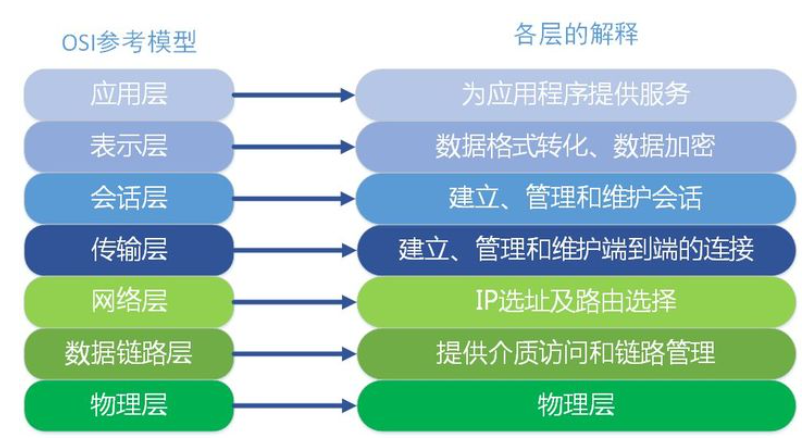 OSI参考模型
各层的解释
应用层
为应用程序提供服务
表示层
数据格式转化、数据加密
会话层
建立、管理和维护会话
传输层
建立、管理和维护端到端的连接
网络层
IP选址及路由选择
数据链路层
提供介质访问和链路管理
物理层
物理层